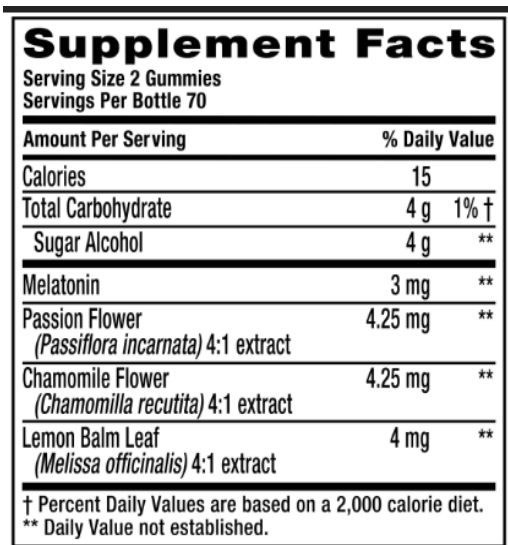 Supplement Facts
Serving Size 2 Gummies
Servings Per Bottle 70
Amount Per Serving % Daily Value
Calories 15
Total Carbohydrate 4 g 1% †
Sugar Alcohol 4 g **
Melatonin 3 mg **
Passion Flower 4.25 mg **
(Passiflora incarnata) 4:1 extract
Chamomile Flower 4.25 mg **
(Chamomilla recutita) 4:1 extract
Lemon Balm Leaf 4 mg **
(Melissa officinalis) 4:1 extract
† Percent Daily Values are based on a 2,000 calorie diet.
** Daily Value not established.